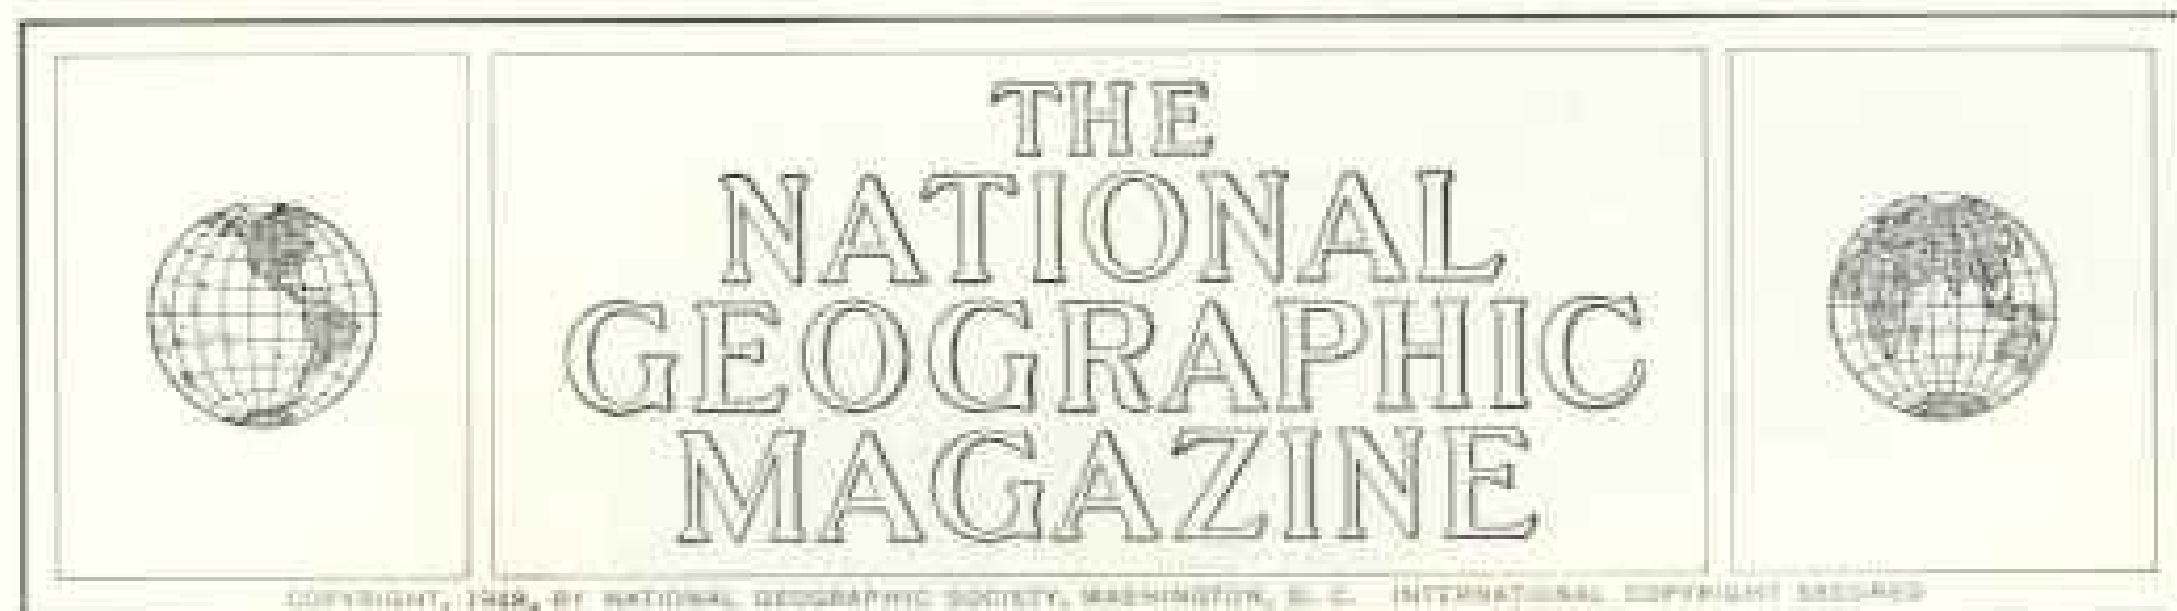 THE
NATIONAL
GEOGRAPHIC
MAGAZINE
COPYRIGHT, BY NATIONAL GEOGRAPHIC SOCIETY, WASHINGTON, D. C. INTERNATIONAL COPYRIGHT SECURED